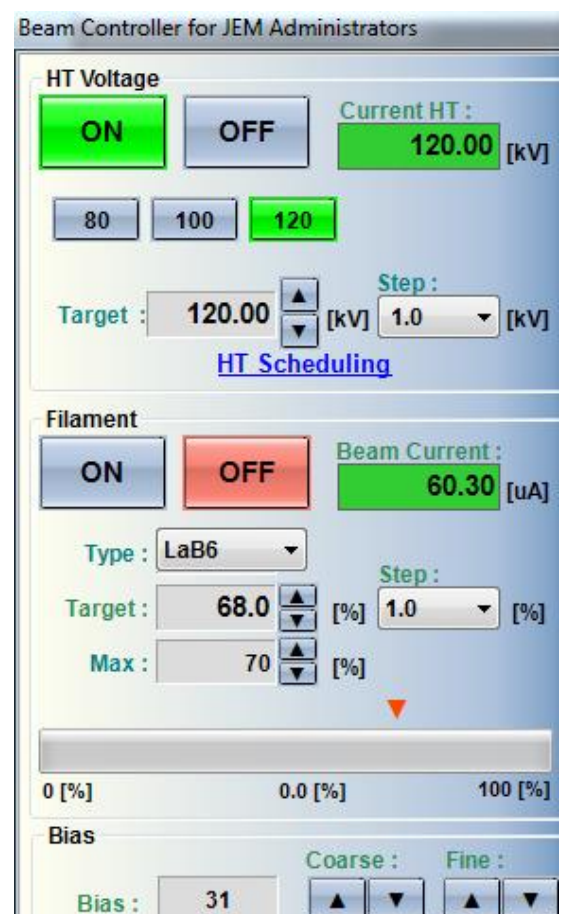 Beam Controller for JEM Administrators
HT Voltage
ON OFF Current HT : 120.00 [kV]
80 100 120
Target : 120.00 [kV] Step : 1.0 [kV]
HT Scheduling
Filament
ON OFF Beam Current : 60.30 [uA]
Type : LaB6
Target : 68.0 [%] Step : 1.0 [%]
Max : 70 [%]
0 [%] 0.0 [%] 100 [%]
Bias
Coarse : Fine :
Bias : 31